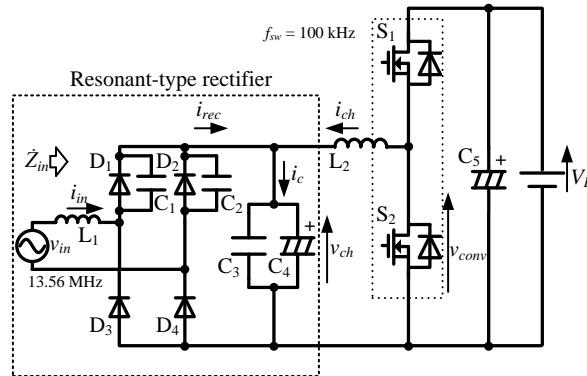 f_sw = 100 kHz
S₁
Resonant-type rectifier
i_rec
i_ch
Ż_in
D₁
D₂
L₂
C₅
+
i_in
i_c
C₁
C₂
L₁
S₂
+
v_in
v_ch
v_conv
C₃
C₄
13.56 MHz
D₃
D₄